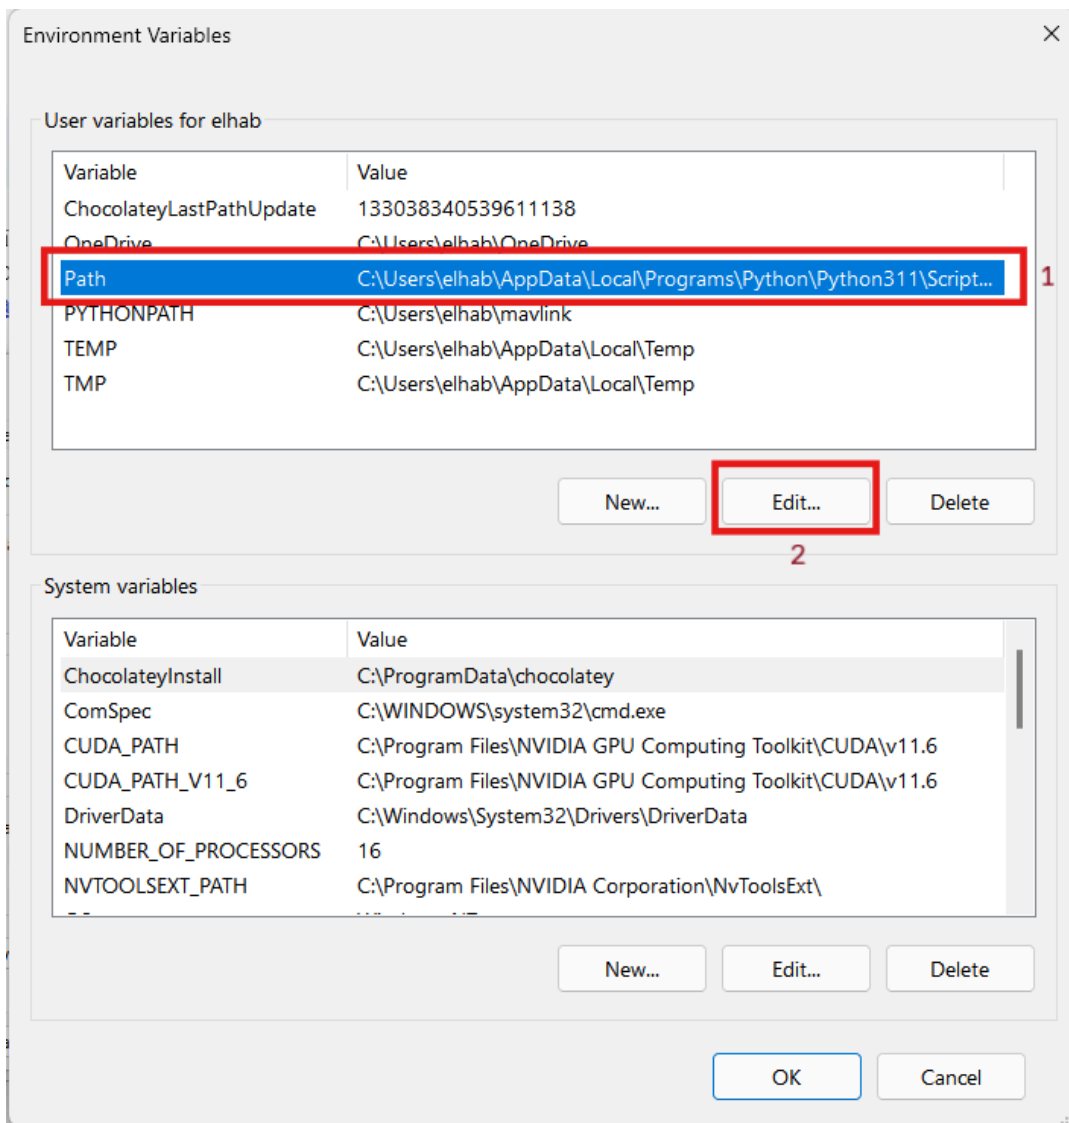 Environment Variables
User variables for elhab
Variable Value
ChocolateyLastPathUpdate 133038340539611138
OneDrive C:\Users\elhab\OneDrive
Path C:\Users\elhab\AppData\Local\Programs\Python\Python311\Script... 1
PYTHONPATH C:\Users\elhab\mavlink
TEMP C:\Users\elhab\AppData\Local\Temp
TMP C:\Users\elhab\AppData\Local\Temp
New... Edit... Delete
2
System variables
Variable Value
ChocolateyInstall C:\ProgramData\chocolatey
ComSpec C:\WINDOWS\system32\cmd.exe
CUDA_PATH C:\Program Files\NVIDIA GPU Computing Toolkit\CUDA\v11.6
CUDA_PATH_V11_6 C:\Program Files\NVIDIA GPU Computing Toolkit\CUDA\v11.6
DriverData C:\Windows\System32\Drivers\DriverData
NUMBER_OF_PROCESSORS 16
NVTOOLSEXT_PATH C:\Program Files\NVIDIA Corporation\NvToolsExt\
New... Edit... Delete
OK Cancel